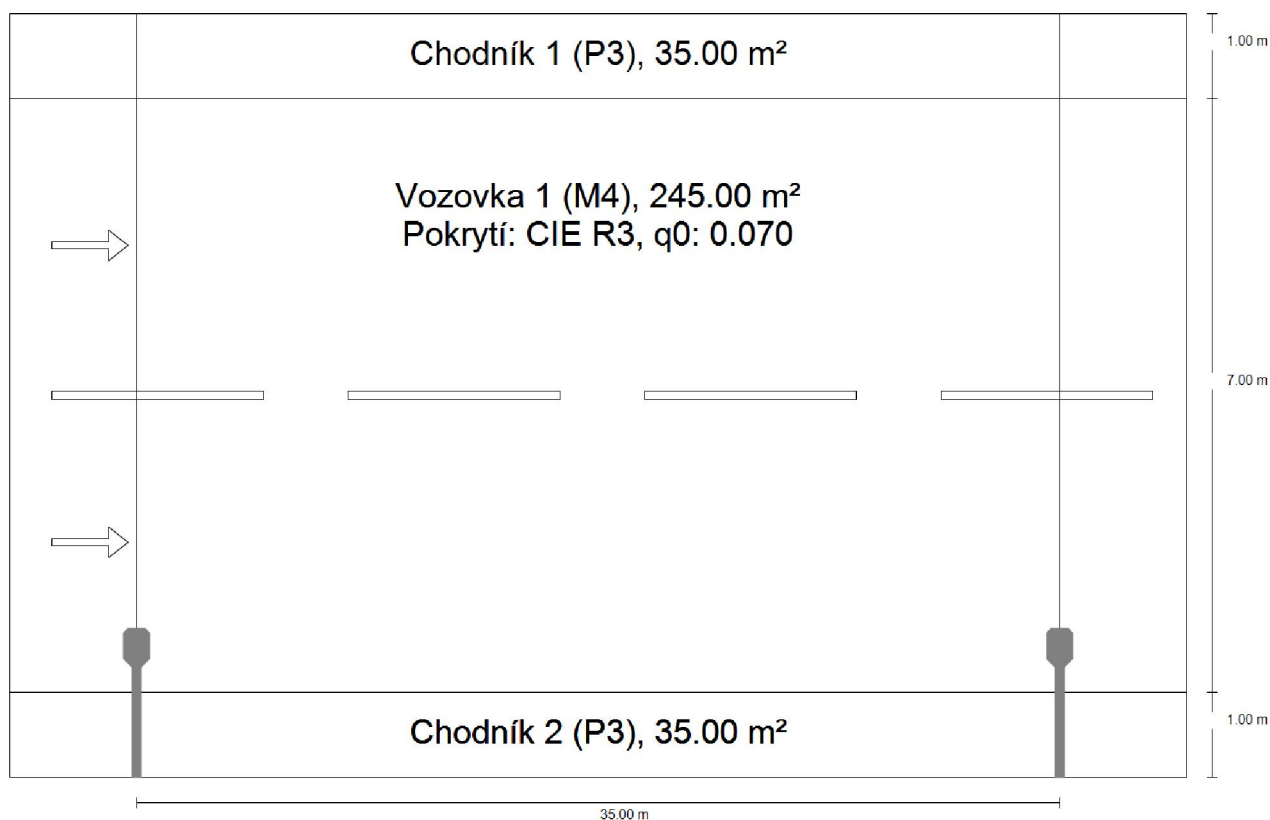 Chodník 1 (P3), 35.00 m²
1.00 m
Vozovka 1 (M4), 245.00 m²
Pokrytí: CIE R3, q0: 0.070
7.00 m
Chodník 2 (P3), 35.00 m²
1.00 m
35.00 m